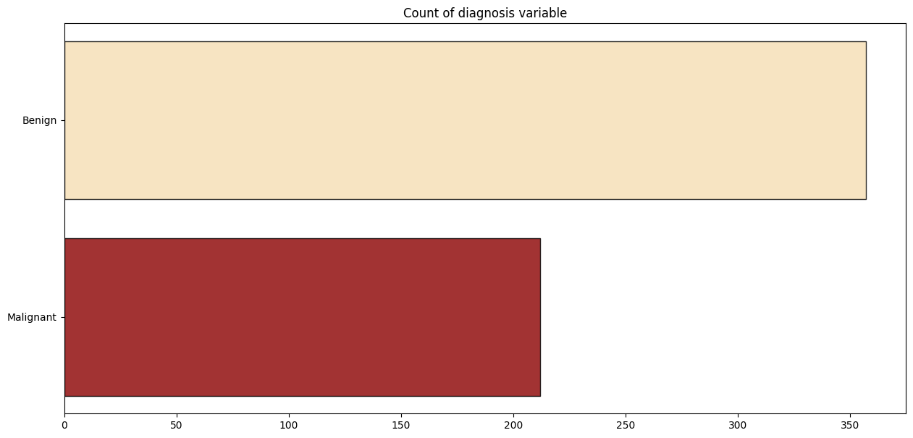 Count of diagnosis variable
Benign
Malignant
0 50 100 150 200 250 300 350